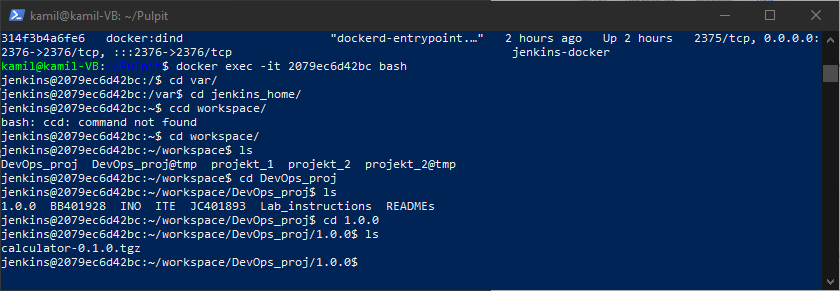 kamil@kamil-VB: ~/Pulpit
314f3b4a6fe6   docker:dind                   "dockerd-entrypoint.…"   2 hours ago   Up 2 hours   2375/tcp, 0.0.0.0:
2376->2376/tcp, :::2376->2376/tcp                                         jenkins-docker
kamil@kamil-VB:~/Pulpit$ docker exec -it 2079ec6d42bc bash
jenkins@2079ec6d42bc:/$ cd var/
jenkins@2079ec6d42bc:/var$ cd jenkins_home/
jenkins@2079ec6d42bc:~$ ccd workspace/
bash: ccd: command not found
jenkins@2079ec6d42bc:~$ cd workspace/
jenkins@2079ec6d42bc:~/workspace$ ls
DevOps_proj  DevOps_proj@tmp  projekt_1  projekt_2  projekt_2@tmp
jenkins@2079ec6d42bc:~/workspace$ cd DevOps_proj
jenkins@2079ec6d42bc:~/workspace/DevOps_proj$ ls
1.0.0  BB401928  INO  ITE  JC401893  Lab_instructions  READMEs
jenkins@2079ec6d42bc:~/workspace/DevOps_proj$ cd 1.0.0
jenkins@2079ec6d42bc:~/workspace/DevOps_proj/1.0.0$ ls
calculator-0.1.0.tgz
jenkins@2079ec6d42bc:~/workspace/DevOps_proj/1.0.0$